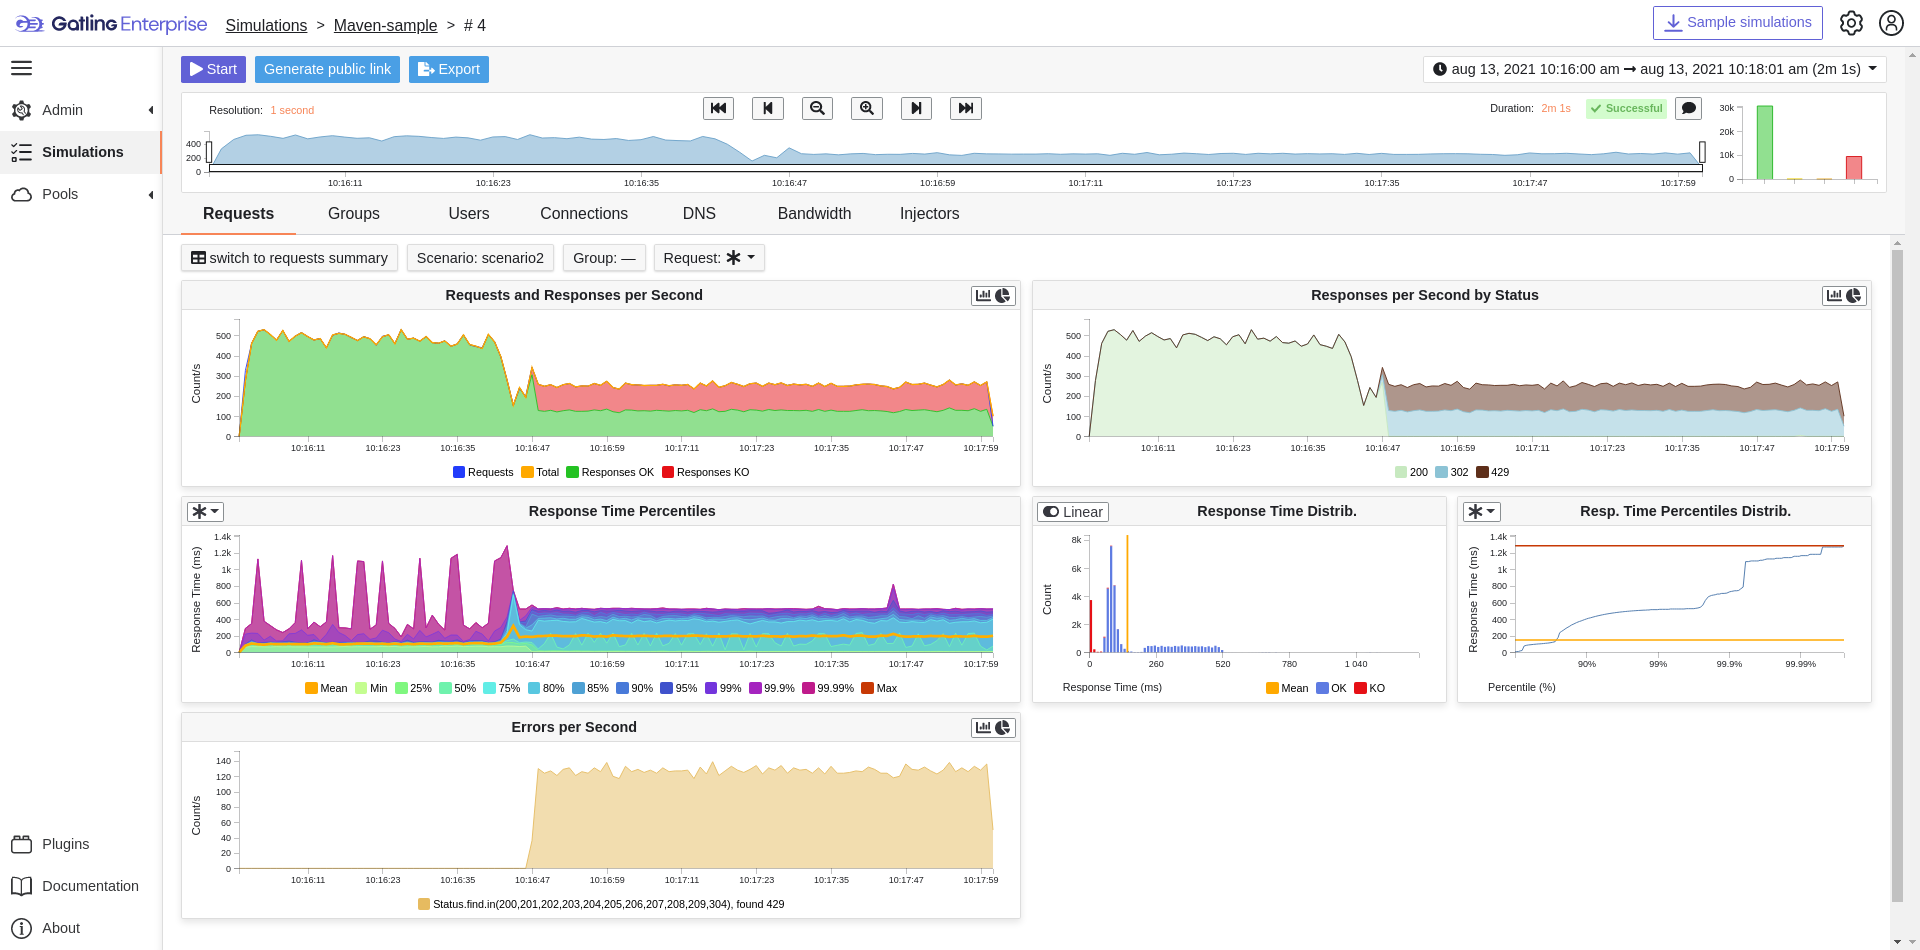 Gatling Enterprise Simulations > Maven-sample > # 4 Sample simulations
Start Generate public link Export aug 13, 2021 10:16:00 am → aug 13, 2021 10:18:01 am (2m 1s)
Admin
Simulations
Pools
Resolution: 1 second Duration: 2m 1s Successful
400
200
0
10:16:11 10:16:23 10:16:35 10:16:47 10:16:59 10:17:11 10:17:23 10:17:35 10:17:47 10:17:59
30k
20k
10k
0
Requests Groups Users Connections DNS Bandwidth Injectors
switch to requests summary Scenario: scenario2 Group: — Request: ✱
Requests and Responses per Second
Count/s
500
400
300
200
100
0
10:16:11 10:16:23 10:16:35 10:16:47 10:16:59 10:17:11 10:17:23 10:17:35 10:17:47 10:17:59
Requests Total Responses OK Responses KO
Responses per Second by Status
Count/s
500
400
300
200
100
0
10:16:11 10:16:23 10:16:35 10:16:47 10:16:59 10:17:11 10:17:23 10:17:35 10:17:47 10:17:59
200 302 429
✱ Response Time Percentiles
Response Time (ms)
1.4k
1.2k
1k
800
600
400
200
0
10:16:11 10:16:23 10:16:35 10:16:47 10:16:59 10:17:11 10:17:23 10:17:35 10:17:47 10:17:59
Mean Min 25% 50% 75% 80% 85% 90% 95% 99% 99.9% 99.99% Max
Linear Response Time Distrib.
Count
8k
6k
4k
2k
0
0 260 520 780 1 040
Response Time (ms) Mean OK KO
✱ Resp. Time Percentiles Distrib.
Response Time (ms)
1.4k
1.2k
1k
800
600
400
200
0
90% 99% 99.9% 99.99%
Percentile (%)
Errors per Second
Count/s
140
120
100
80
60
40
20
0
10:16:11 10:16:23 10:16:35 10:16:47 10:16:59 10:17:11 10:17:23 10:17:35 10:17:47 10:17:59
Status.find.in(200,201,202,203,204,205,206,207,208,209,304), found 429
Plugins
Documentation
About